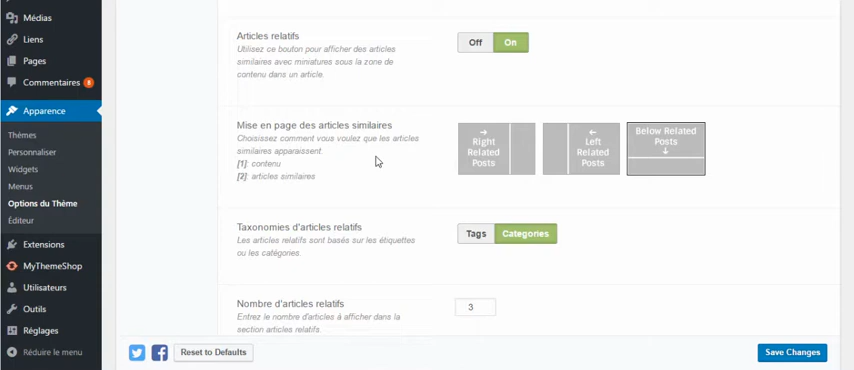 Médias
Liens
Pages
Commentaires 8
Apparence
Thèmes
Personnaliser
Widgets
Menus
Options du Thème
Éditeur
Extensions
MyThemeShop
Utilisateurs
Outils
Réglages
Réduire le menu
Articles relatifs
Utilisez ce bouton pour afficher des articles
similaires avec miniatures sous la zone de
contenu dans un article.
Off On
Mise en page des articles similaires
Choisissez comment vous voulez que les articles
similaires apparaissent.
[1]: contenu
[2]: articles similaires
→
Right
Related
Posts
←
Left
Related
Posts
Below Related
Posts
↓
Taxonomies d'articles relatifs
Les articles relatifs sont basés sur les étiquettes
ou les catégories.
Tags Categories
Nombre d'articles relatifs
Entrez le nombre d'articles à afficher dans la
section articles relatifs.
3
Reset to Defaults
Save Changes